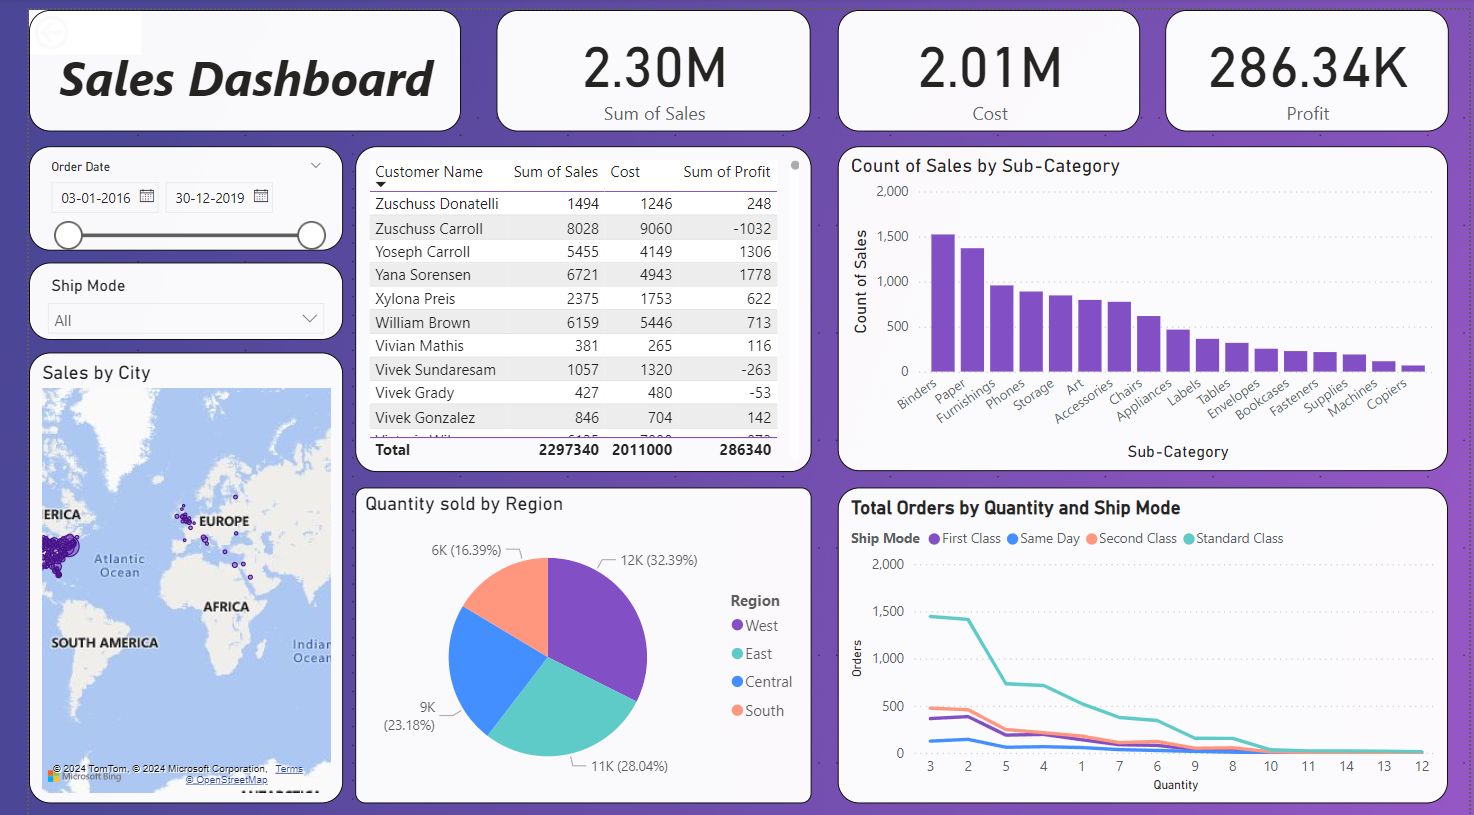 Sales Dashboard
2.30M
Sum of Sales
2.01M
Cost
286.34K
Profit
Order Date
03-01-2016 30-12-2019
Ship Mode
All
Sales by City
ERICA
EUROPE
Atlantic
Ocean
AFRICA
SOUTH AMERICA
Indian
Ocean
© 2024 TomTom, © 2024 Microsoft Corporation, Terms
Microsoft Bing © OpenStreetMap
Customer Name Sum of Sales Cost Sum of Profit
Zuschuss Donatelli 1494 1246 248
Zuschuss Carroll 8028 9060 -1032
Yoseph Carroll 5455 4149 1306
Yana Sorensen 6721 4943 1778
Xylona Preis 2375 1753 622
William Brown 6159 5446 713
Vivian Mathis 381 265 116
Vivek Sundaresam 1057 1320 -263
Vivek Grady 427 480 -53
Vivek Gonzalez 846 704 142
Total 2297340 2011000 286340
Count of Sales by Sub-Category
Count of Sales
2,000
1,500
1,000
500
0
Binders
Paper
Furnishings
Phones
Storage
Art
Accessories
Chairs
Appliances
Labels
Tables
Envelopes
Bookcases
Fasteners
Supplies
Machines
Copiers
Sub-Category
Quantity sold by Region
6K (16.39%)
12K (32.39%)
9K
(23.18%)
11K (28.04%)
Region
West
East
Central
South
Total Orders by Quantity and Ship Mode
Ship Mode First Class Same Day Second Class Standard Class
Orders
2,000
1,500
1,000
500
0
3 2 5 4 1 7 6 9 8 10 11 14 13 12
Quantity